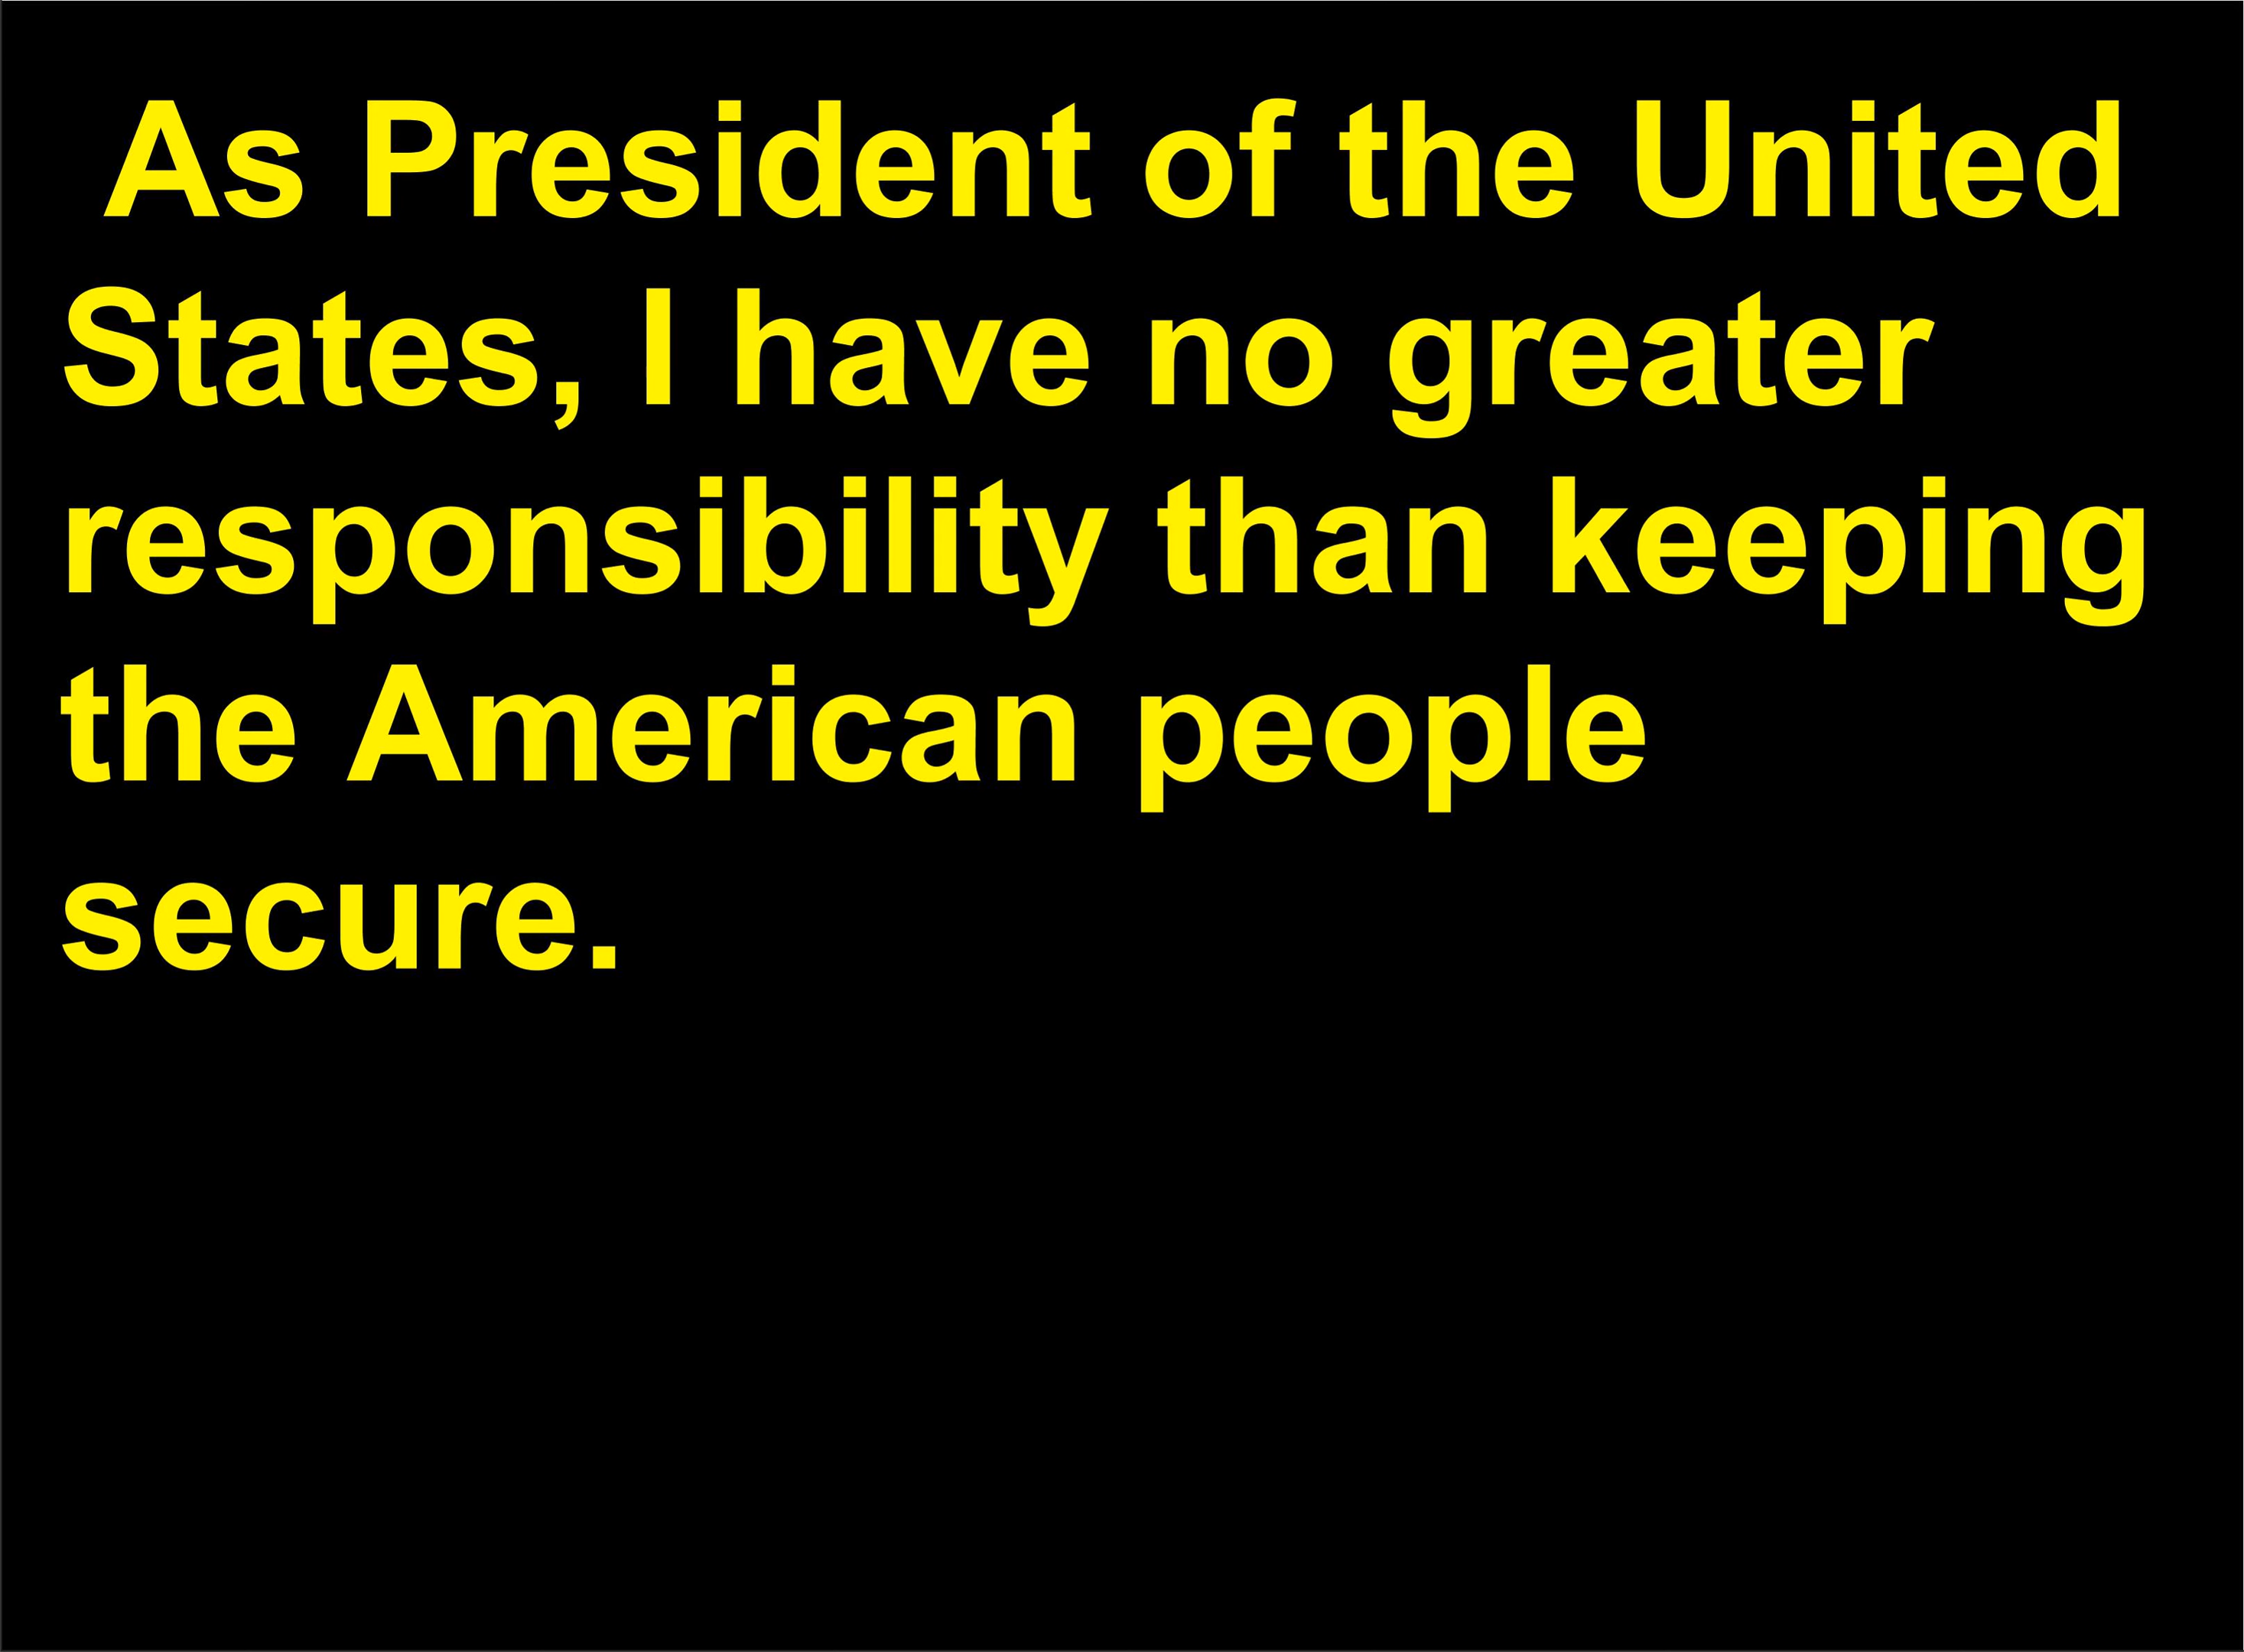 As President of the United
States, I have no greater
responsibility than keeping
the American people
secure.